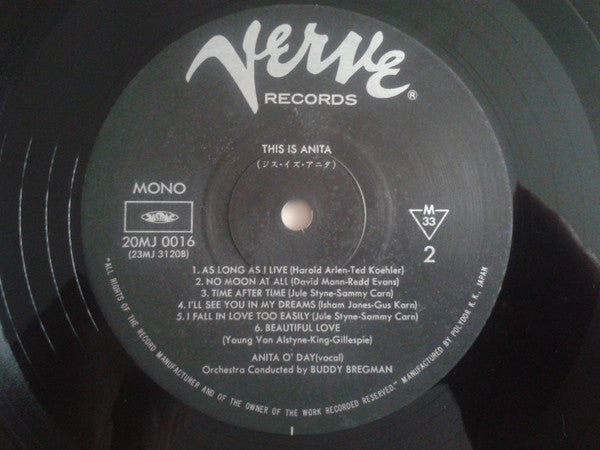 Verve
RECORDS
®
THIS IS ANITA
(ジス・イズ・アニタ)
MONO
20MJ 0016
(23MJ 3120B)
M
33
2
1. AS LONG AS I LIVE (Harold Arlen-Ted Koehler)
2. NO MOON AT ALL (David Mann-Redd Evans)
3. TIME AFTER TIME (Jule Styne-Sammy Carn)
4. I'LL SEE YOU IN MY DREAMS (Isham Jones-Gus Karn)
5. I FALL IN LOVE TOO EASILY (Jule Styne-Sammy Carn)
6. BEAUTIFUL LOVE
(Young Van Alstyne-King-Gillespie)
ANITA O' DAY(vocal)
Orchestra Conducted by BUDDY BREGMAN
"ALL RIGHTS OF THE RECORD MANUFACTURER AND OF THE OWNER OF THE WORK RECORDED RESERVED." MANUFACTURED BY POLYDOR K. K., JAPAN